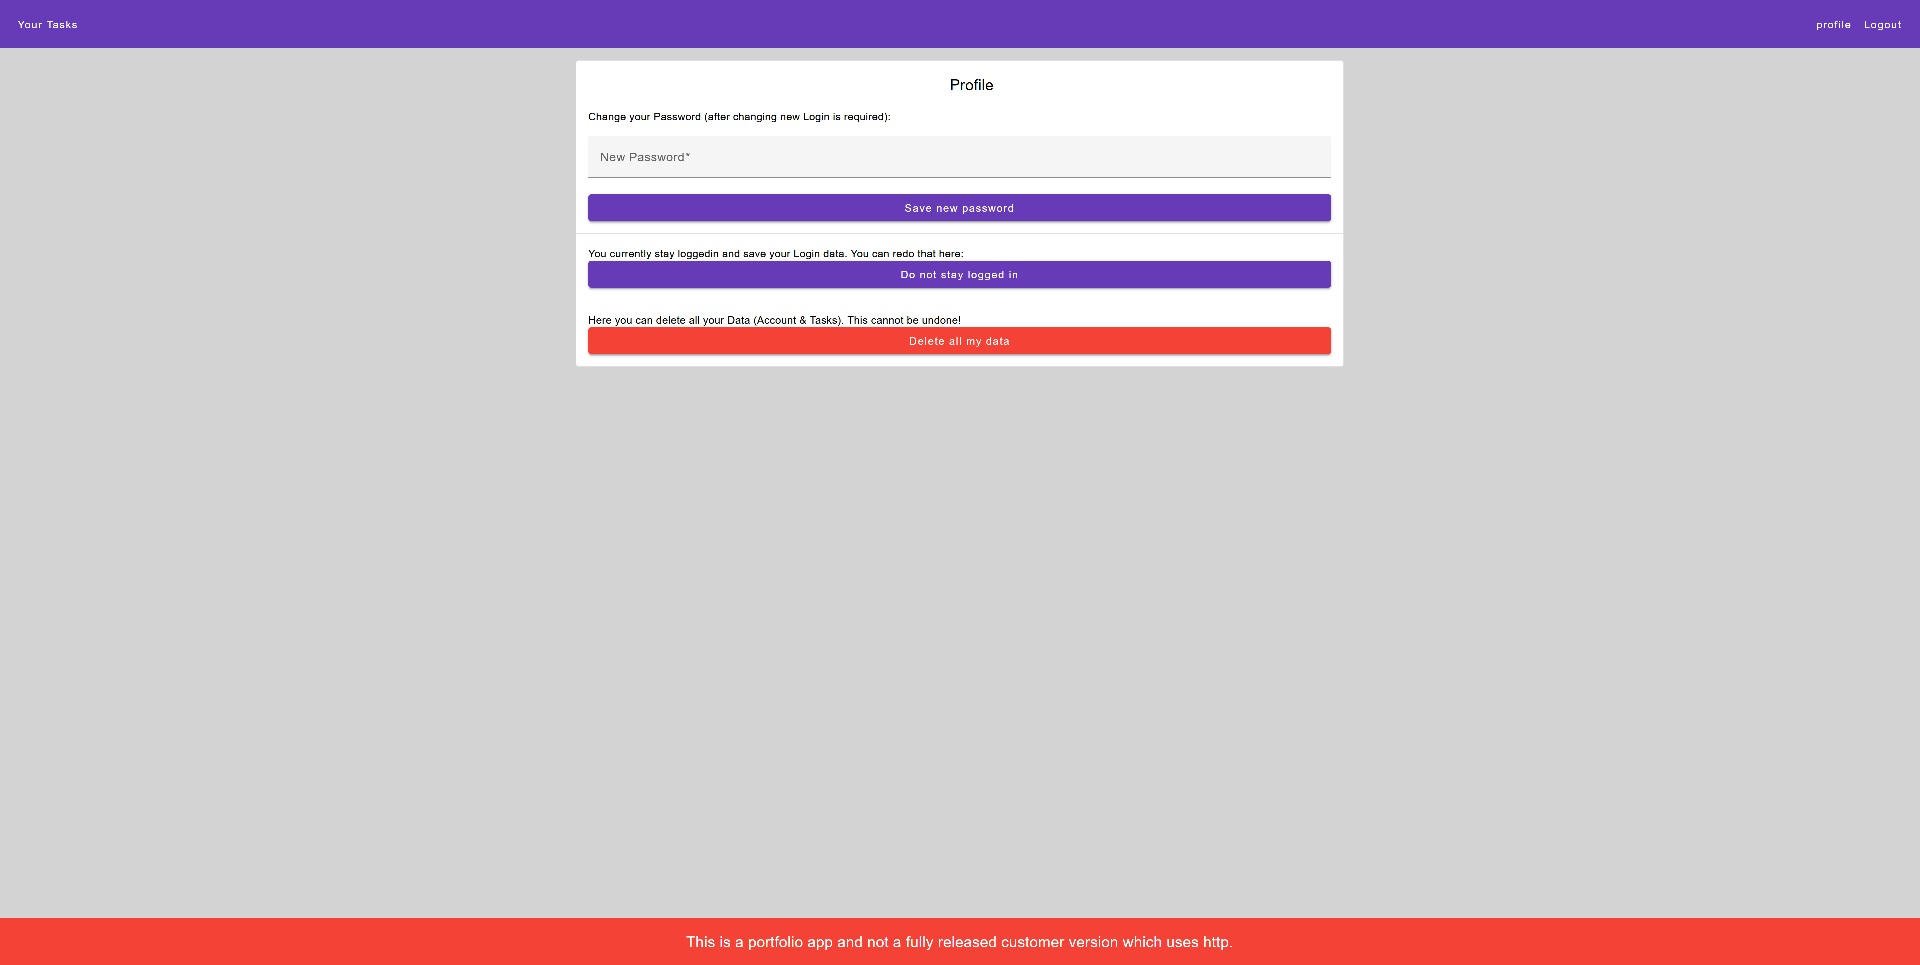 Your Tasks
profile
Logout
Profile
Change your Password (after changing new Login is required):
New Password*
Save new password
You currently stay loggedin and save your Login data. You can redo that here:
Do not stay logged in
Here you can delete all your Data (Account & Tasks). This cannot be undone!
Delete all my data
This is a portfolio app and not a fully released customer version which uses http.